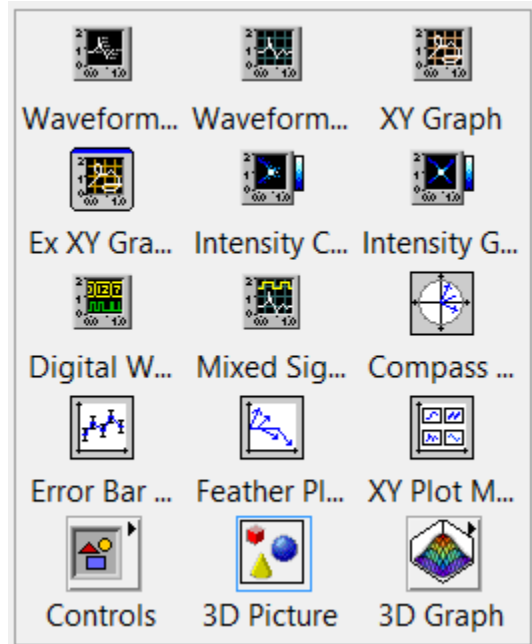 Waveform... Waveform... XY Graph
Ex XY Gra... Intensity C... Intensity G...
Digital W... Mixed Sig... Compass ...
Error Bar ... Feather Pl... XY Plot M...
Controls 3D Picture 3D Graph